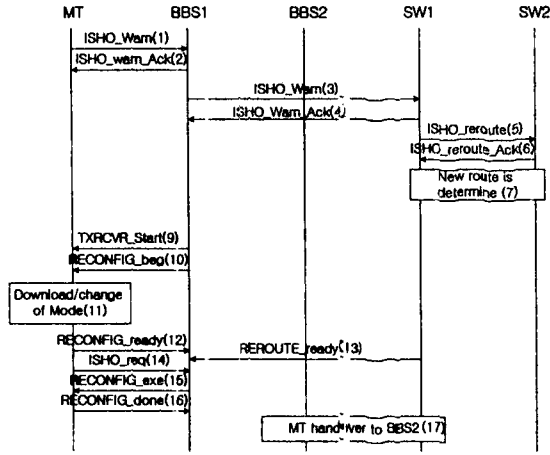 MT BBS1 BBS2 SW1 SW2
ISHO_Warn(1)
ISHO_warn_Ack(2)
ISHO_Warn(3)
ISHO_Warn_Ack(4)
ISHO_reroute(5)
ISHO_reroute_Ack(6)
New route is
determine (7)
TXRCVR_Start(9)
RECONFIG_beg(10)
Download/change
of Mode(11)
RECONFIG_ready(12)
REROUTE_ready(13)
ISHO_req(14)
RECONFIG_exe(15)
RECONFIG_done(16)
MT handover to BBS2 (17)